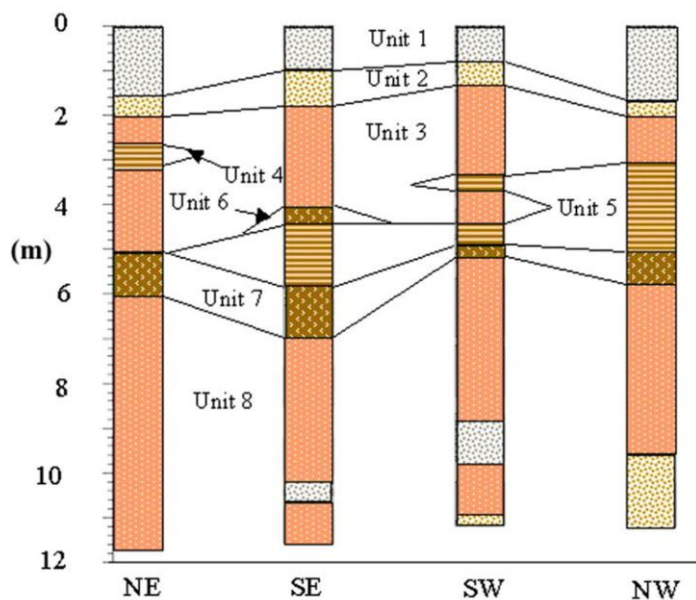 0
Unit 1
Unit 2
2
Unit 3
Unit 4
Unit 6
4
Unit 5
(m)
6
Unit 7
8
Unit 8
10
12
NE SE SW NW